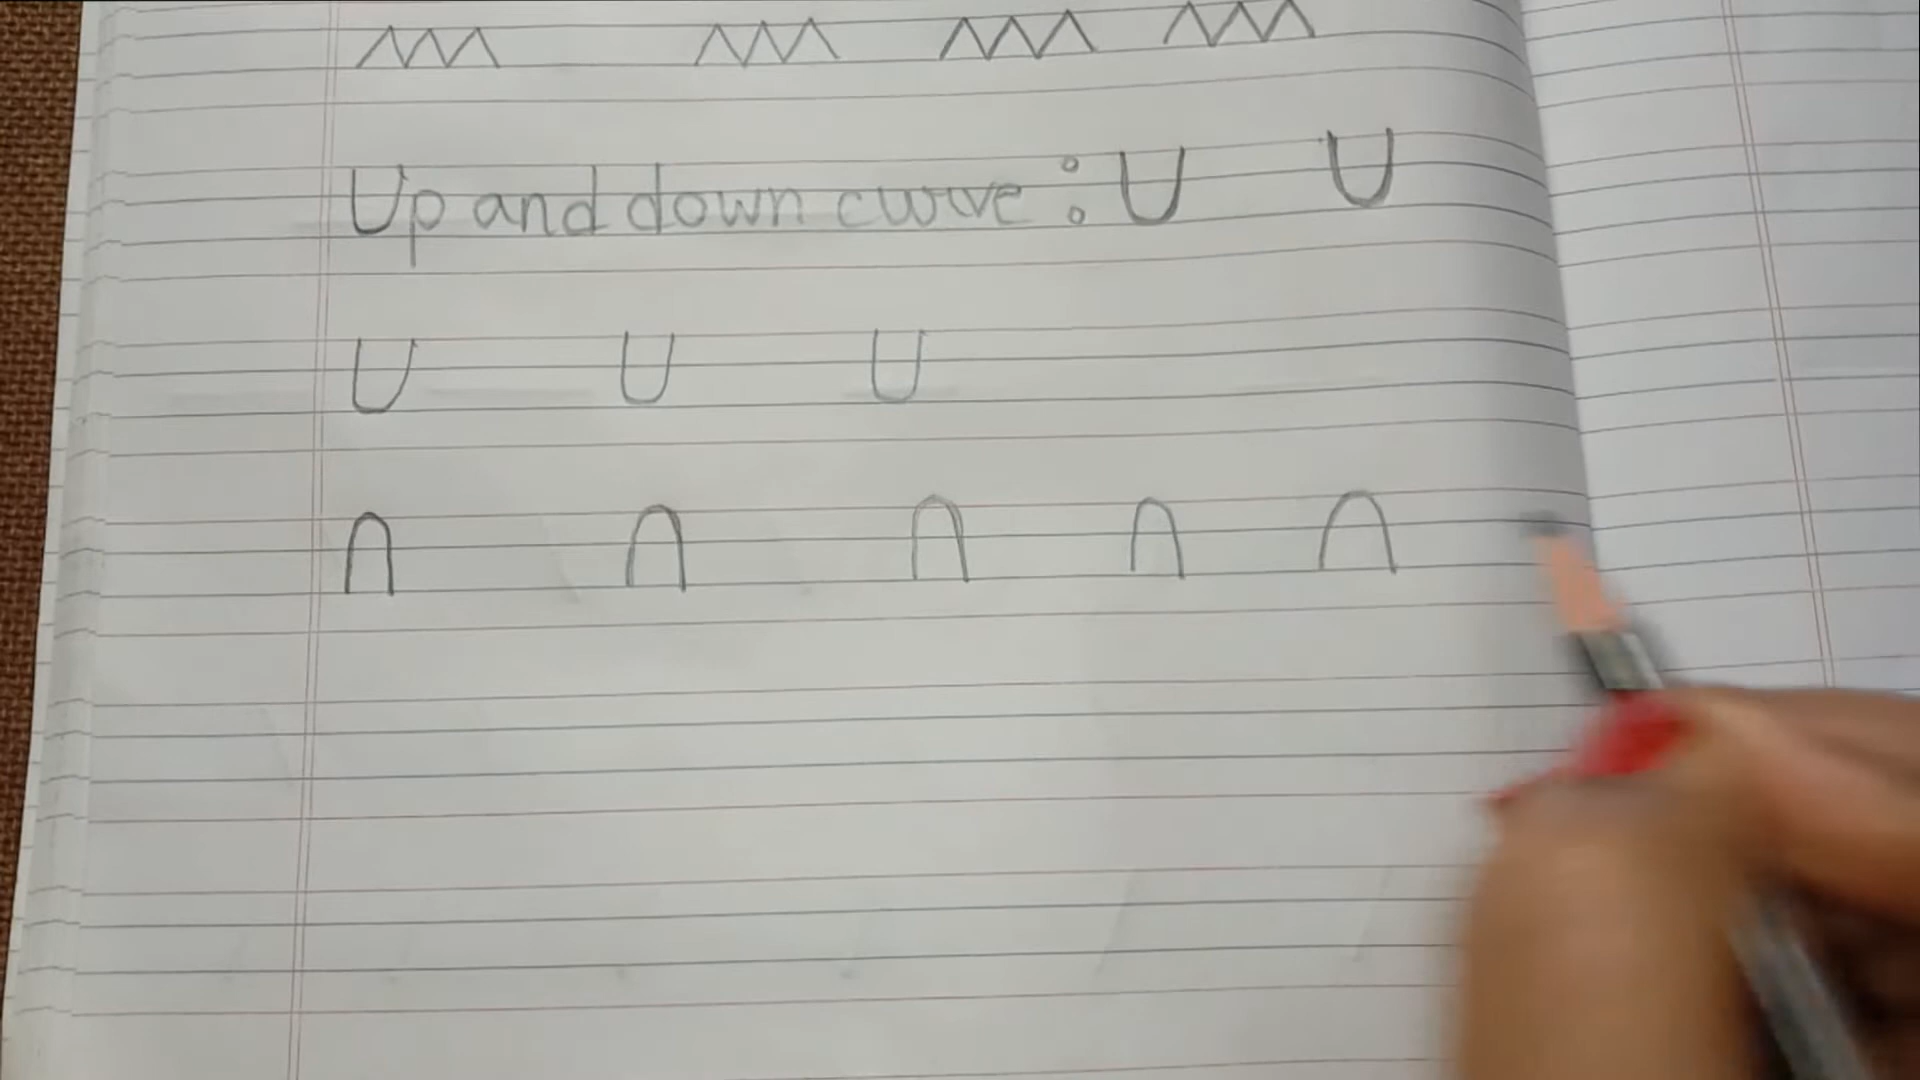 Up and down curve : U U
U U U
∩ ∩ ∩ ∩ ∩